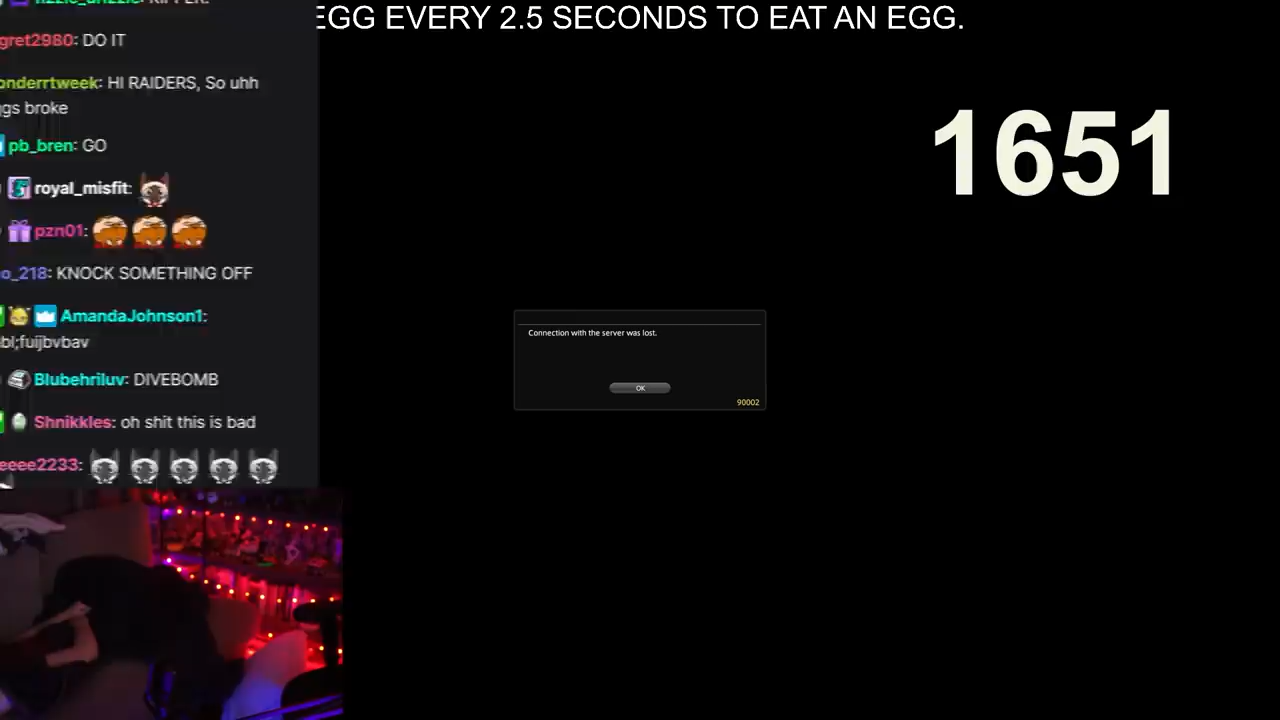 EGG EVERY 2.5 SECONDS TO EAT AN EGG.
gret2980: DO IT
onderrtweek: HI RAIDERS, So uhh
gs broke
pb_bren: GO
royal_misfit:
pzn01:
o_218: KNOCK SOMETHING OFF
AmandaJohnson1:
bl;fuijbvbav
Blubehriluv: DIVEBOMB
Shnikkles: oh shit this is bad
eeee2233:
1651
Connection with the server was lost.
OK
90002